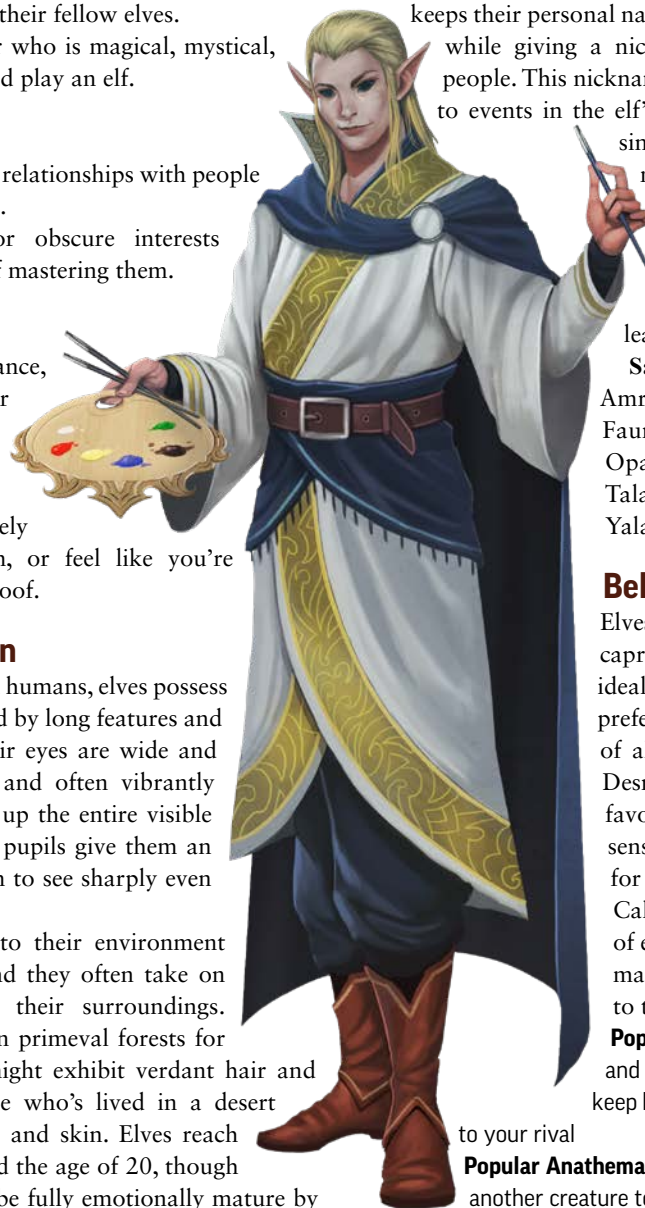 their fellow elves.
r who is magical, mystical,
d play an elf.
relationships with people
.
or obscure interests
f mastering them.
ance,
r
ely
n, or feel like you're
oof.
n
humans, elves possess
d by long features and
ir eyes are wide and
and often vibrantly
up the entire visible
pupils give them an
n to see sharply even
to their environment
nd they often take on
their surroundings.
n primeval forests for
might exhibit verdant hair and
e who's lived in a desert
and skin. Elves reach
d the age of 20, though
be fully emotionally mature by
keeps their personal na
while giving a nic
people. This nicknar
to events in the elf'
sin
lea
Sa
Amr
Faun
Opa
Tala
Yala
Bel
Elves
capr
ideal
prefe
of a
Desn
favo
sens
for
Cal
of e
ma
to t
Pop
and
keep
to your rival
Popular Anathema
another creature to